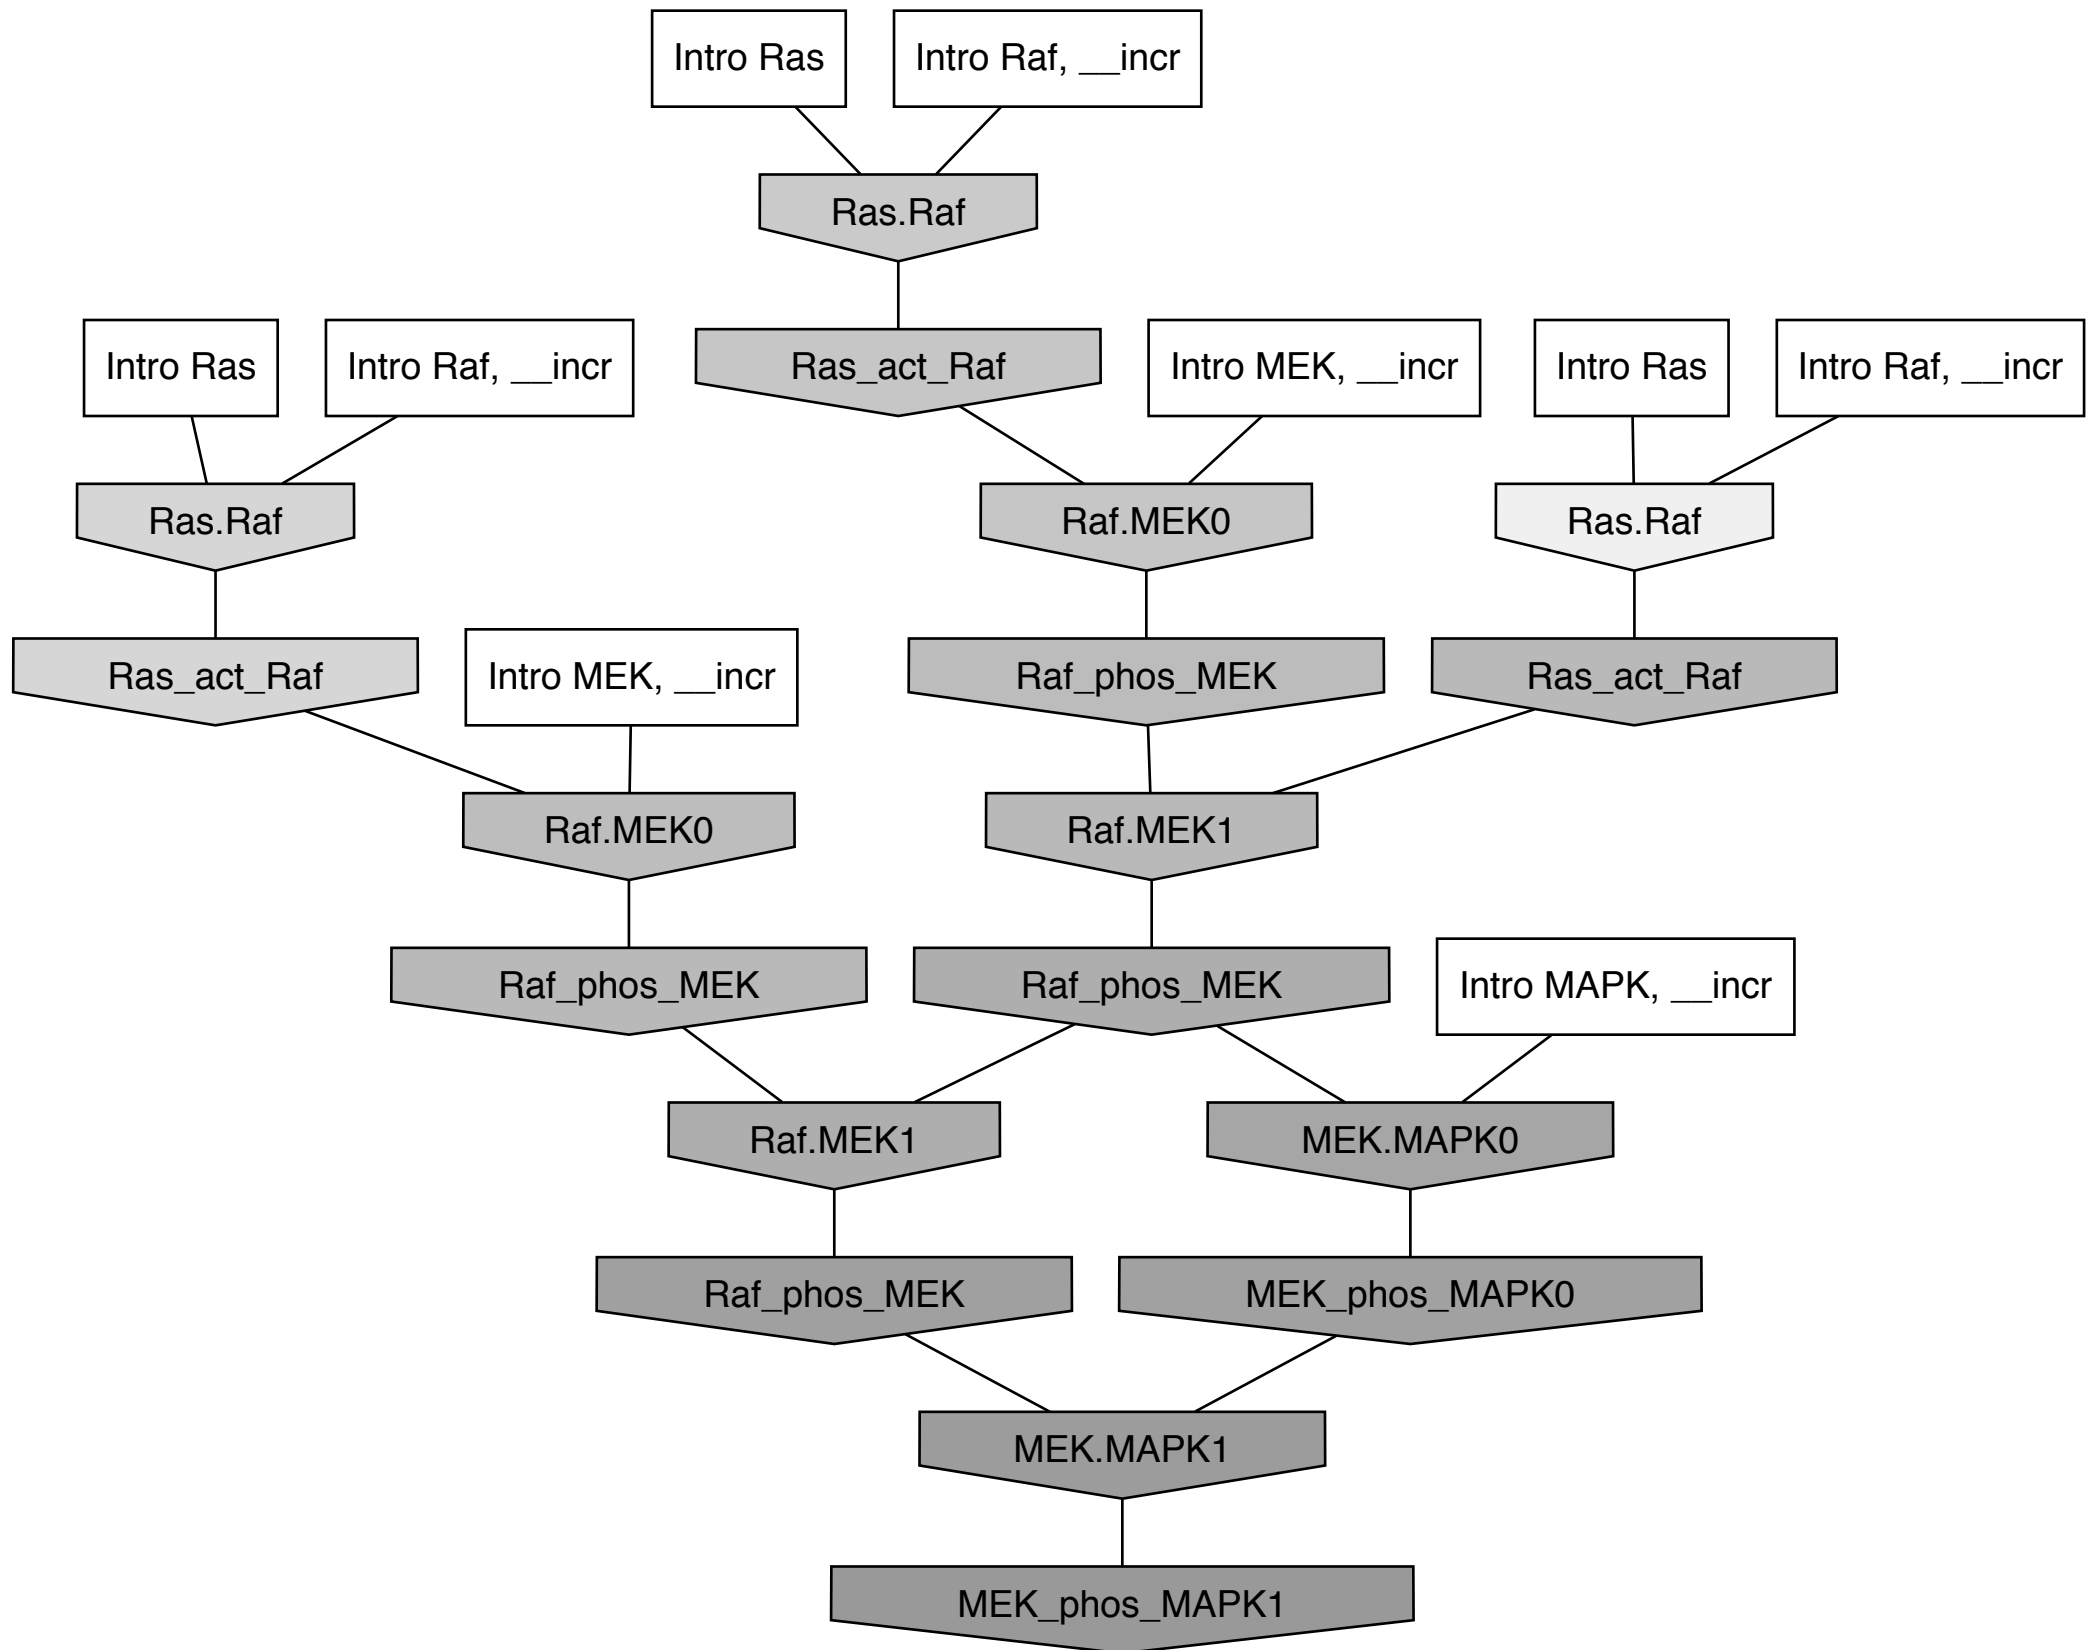 Intro Ras
Intro Raf, __incr
Ras.Raf
Intro Ras
Intro Raf, __incr
Ras_act_Raf
Intro MEK, __incr
Intro Ras
Intro Raf, __incr
Ras.Raf
Raf.MEK0
Ras.Raf
Ras_act_Raf
Intro MEK, __incr
Raf_phos_MEK
Ras_act_Raf
Raf.MEK0
Raf.MEK1
Raf_phos_MEK
Raf_phos_MEK
Intro MAPK, __incr
Raf.MEK1
MEK.MAPK0
Raf_phos_MEK
MEK_phos_MAPK0
MEK.MAPK1
MEK_phos_MAPK1